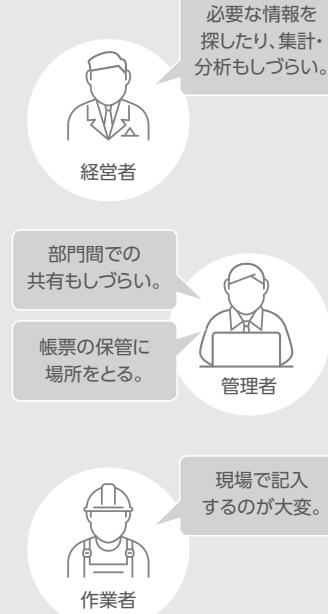 必要な情報を
探したり、集計・
分析もしづらい。
経営者
部門間での
共有もしづらい。
帳票の保管に
場所をとる。
管理者
現場で記入
するのが大変。
作業者